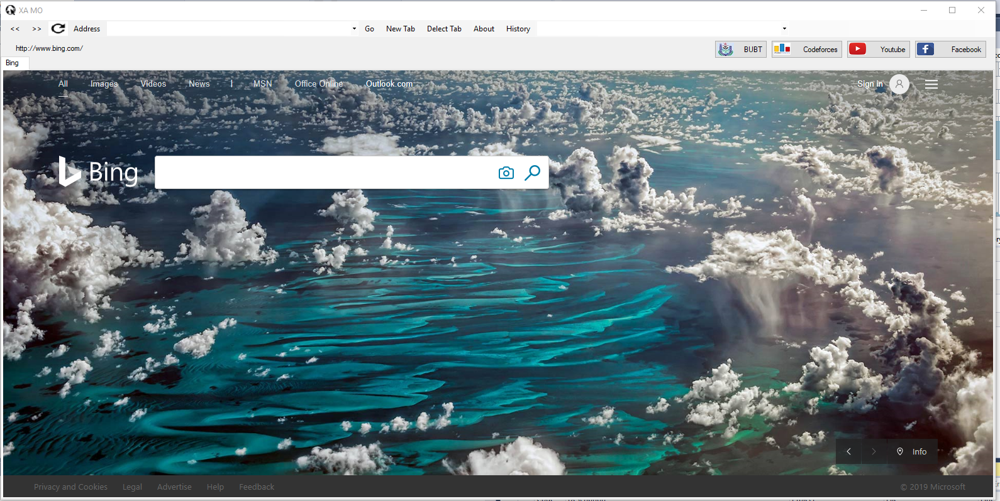 XA MO
<< >> Address Go New Tab Delect Tab About History
http://www.bing.com/ BUBT Codeforces Youtube Facebook
Bing
All Images Videos News | MSN Office Online Outlook.com Sign in
Bing
Info
Privacy and Cookies Legal Advertise Help Feedback © 2019 Microsoft